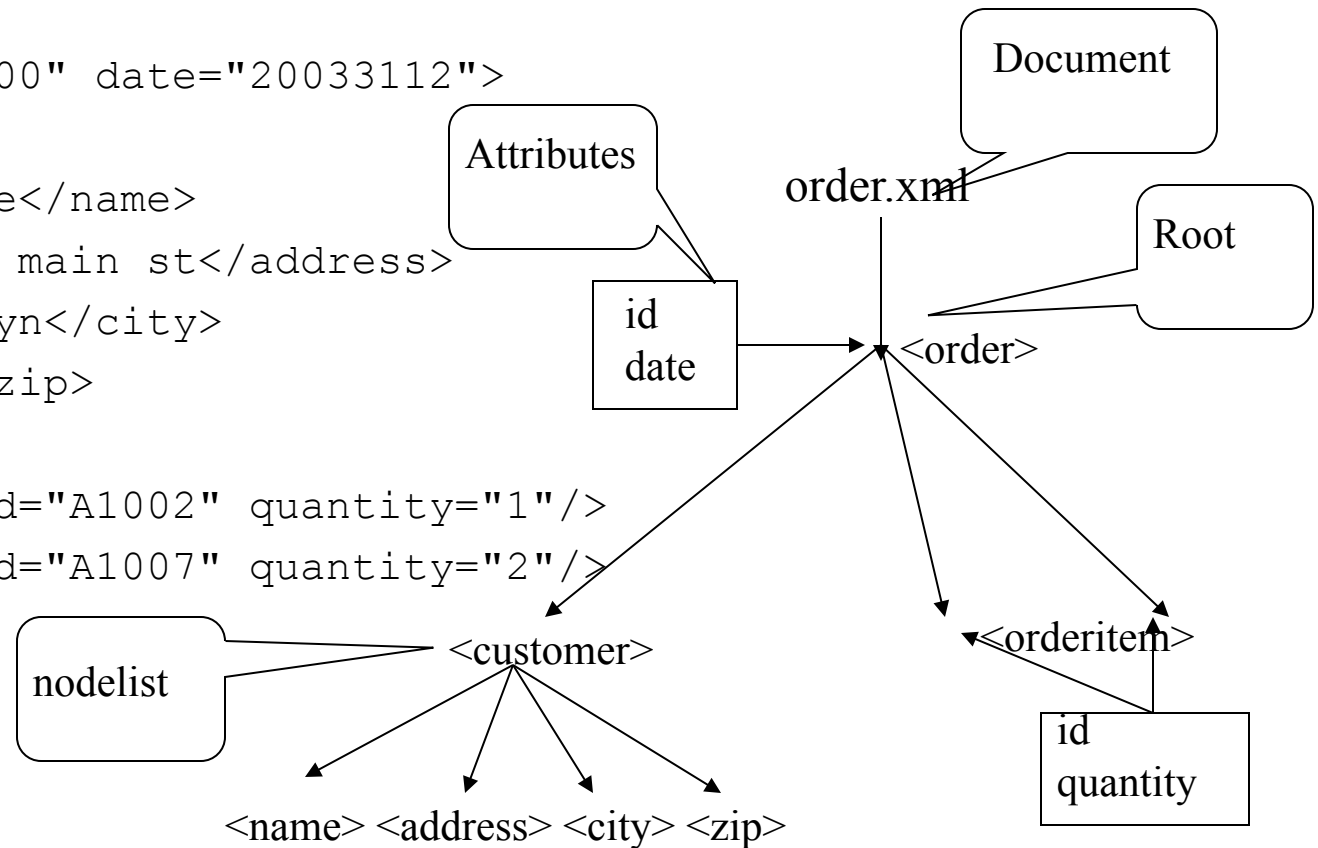 00" date="20033112">
e</name>
main st</address>
yn</city>
zip>
d="A1002" quantity="1"/>
d="A1007" quantity="2"/>
Document
Attributes
order.xml
Root
id
date
<order>
nodelist
<customer>
<orderitem>
id
quantity
<name> <address> <city> <zip>